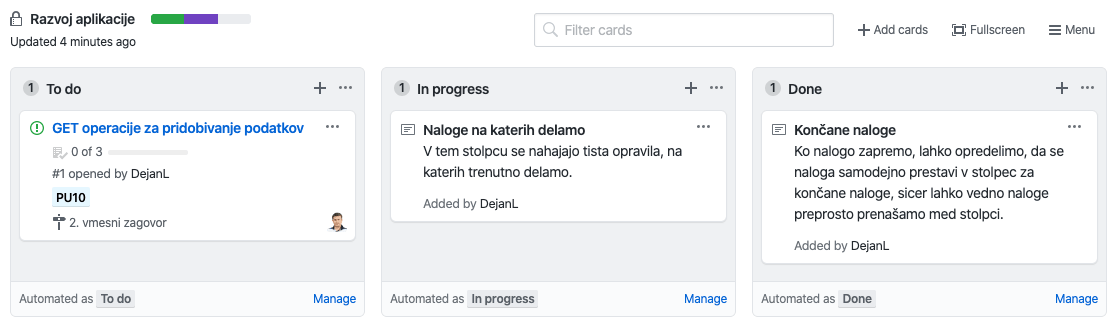 Razvoj aplikacije
Updated 4 minutes ago
Filter cards
Add cards
Fullscreen
Menu
1 To do
GET operacije za pridobivanje podatkov
0 of 3
#1 opened by DejanL
PU10
2. vmesni zagovor
Automated as To do
Manage
1 In progress
Naloge na katerih delamo
V tem stolpcu se nahajajo tista opravila, na
katerih trenutno delamo.
Added by DejanL
Automated as In progress
Manage
1 Done
Končane naloge
Ko nalogo zapremo, lahko opredelimo, da se
naloga samodejno prestavi v stolpec za
končane naloge, sicer lahko vedno naloge
preprosto prenašamo med stolpci.
Added by DejanL
Automated as Done
Manage